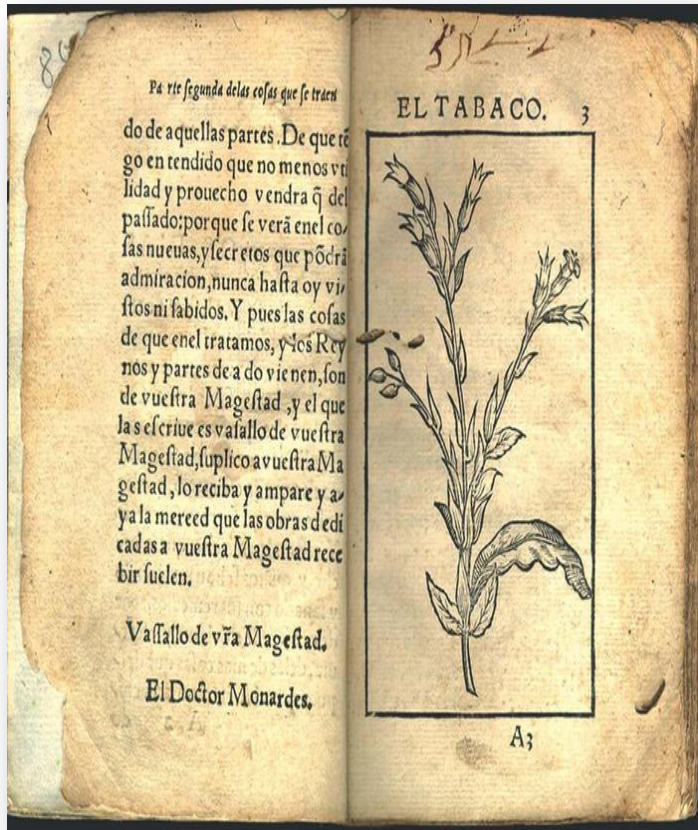 Parte segunda delas cosas que se traen
do de aquellas partes. De que tẽ
go en tendido que no menos vti
lidad y prouecho vendra q̃ del
paſſado: porque ſe verã enel co-
ſas nueuas, y ſecretos que põdrã
admiracion, nunca haſta oy vi-
ſtos ni ſabidos. Y pues las coſas
de que enel tratamos, y los Rey
nos y partes de a do vienen, ſon
de vueſtra Mageſtad, y el que
las eſcriue es vaſallo de vueſtra
Mageſtad, ſuplico a vueſtra Ma
geſtad, lo reciba y ampare y a-
ya la merced que las obras dedi
cadas a vueſtra Mageſtad rece
bir ſuelen.
Vaſſallo de vr̃a Mageſtad.
El Doctor Monardes.
EL TABACO. 3
A3